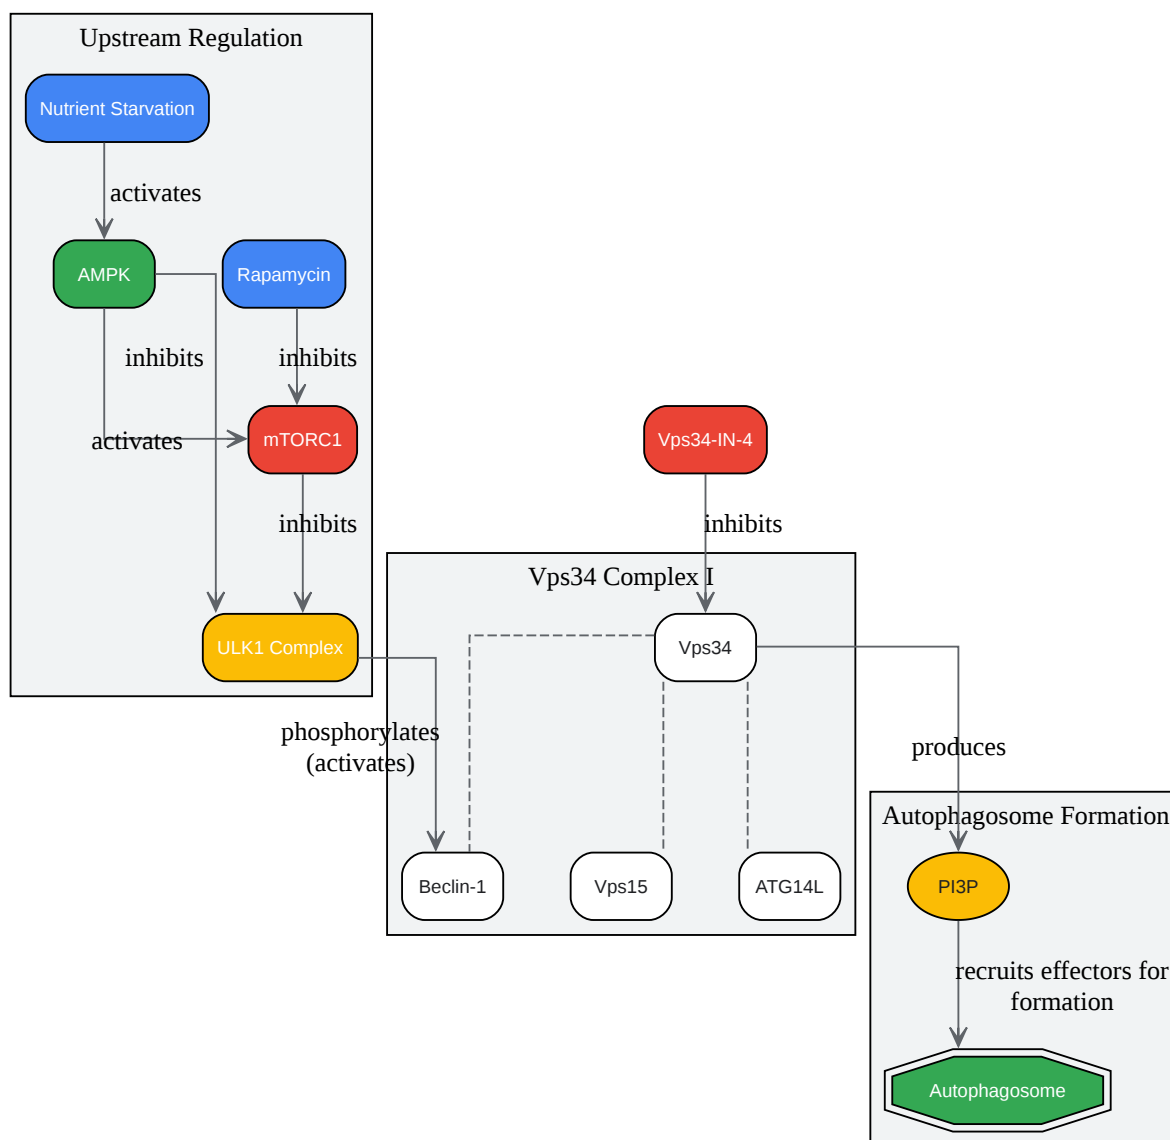 Upstream Regulation
Nutrient Starvation
activates
AMPK
Rapamycin
inhibits
inhibits
activates
mTORC1
Vps34-IN-4
inhibits
inhibits
Vps34 Complex I
ULK1 Complex
Vps34
phosphorylates
(activates)
produces
Autophagosome Formation
Beclin-1
Vps15
ATG14L
PI3P
recruits effectors for
formation
Autophagosome